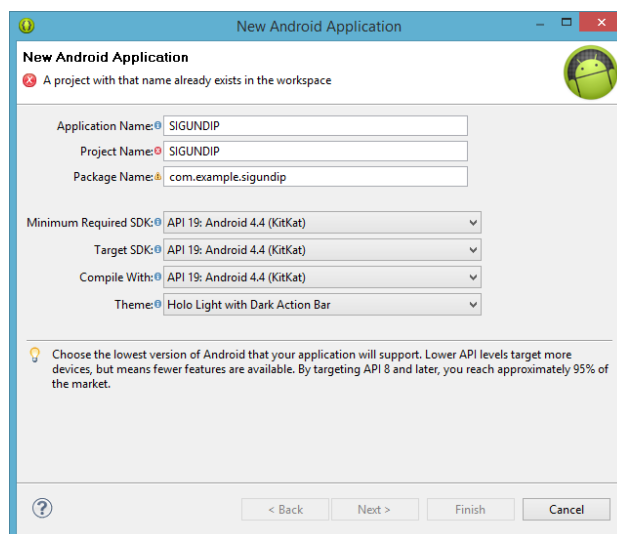 New Android Application
New Android Application
A project with that name already exists in the workspace
Application Name: SIGUNDIP
Project Name: SIGUNDIP
Package Name: com.example.sigundip
Minimum Required SDK: API 19: Android 4.4 (KitKat)
Target SDK: API 19: Android 4.4 (KitKat)
Compile With: API 19: Android 4.4 (KitKat)
Theme: Holo Light with Dark Action Bar
Choose the lowest version of Android that your application will support. Lower API levels target more
devices, but means fewer features are available. By targeting API 8 and later, you reach approximately 95% of
the market.
< Back Next > Finish Cancel